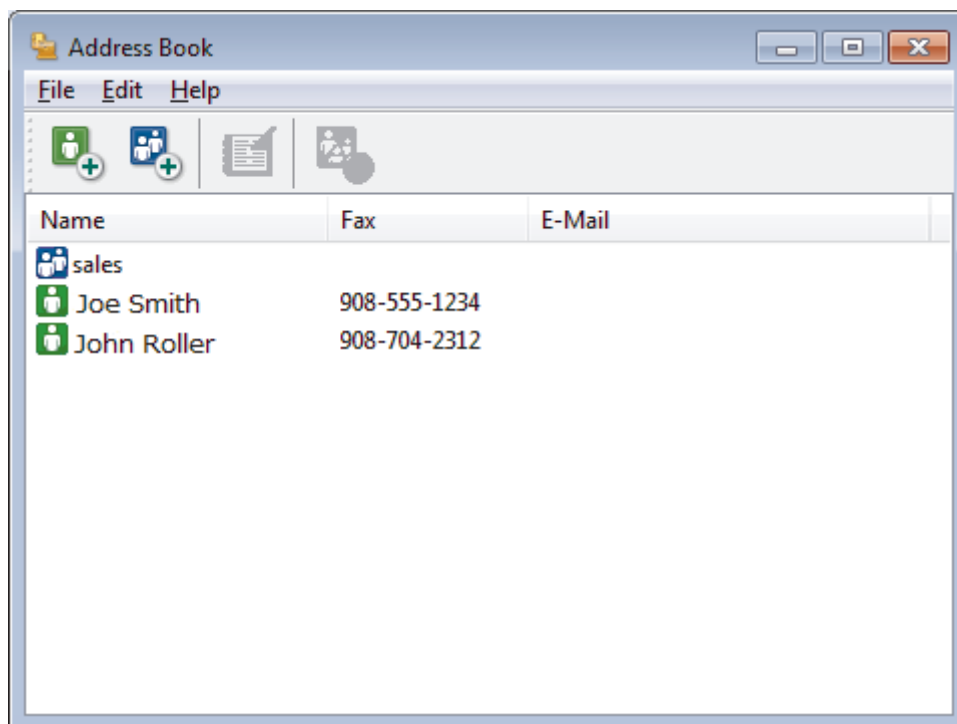 Address Book
File Edit Help
Name Fax E-Mail
sales
Joe Smith 908-555-1234
John Roller 908-704-2312